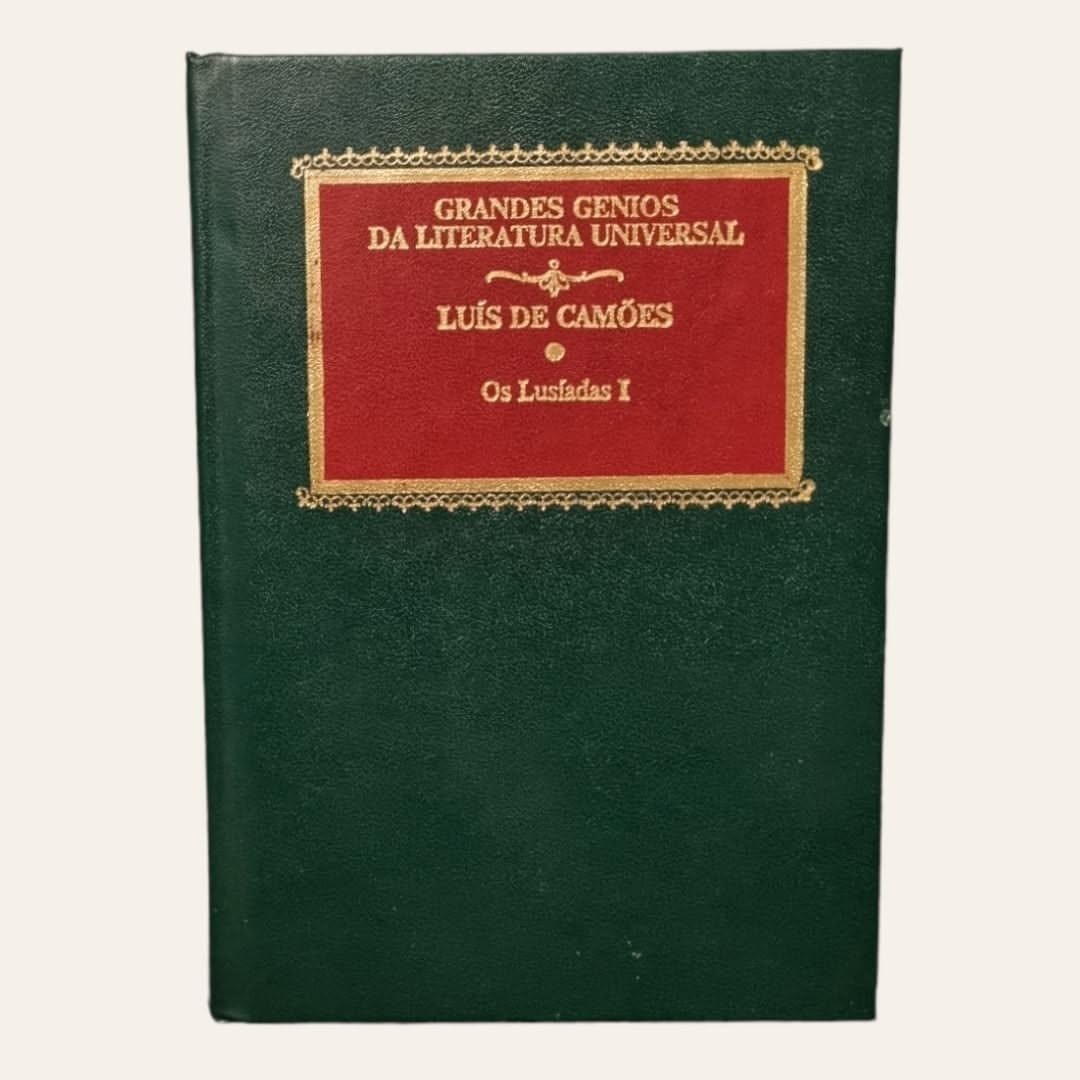 GRANDES GENIOS
DA LITERATURA UNIVERSAL
LUÍS DE CAMÕES
Os Lusíadas I